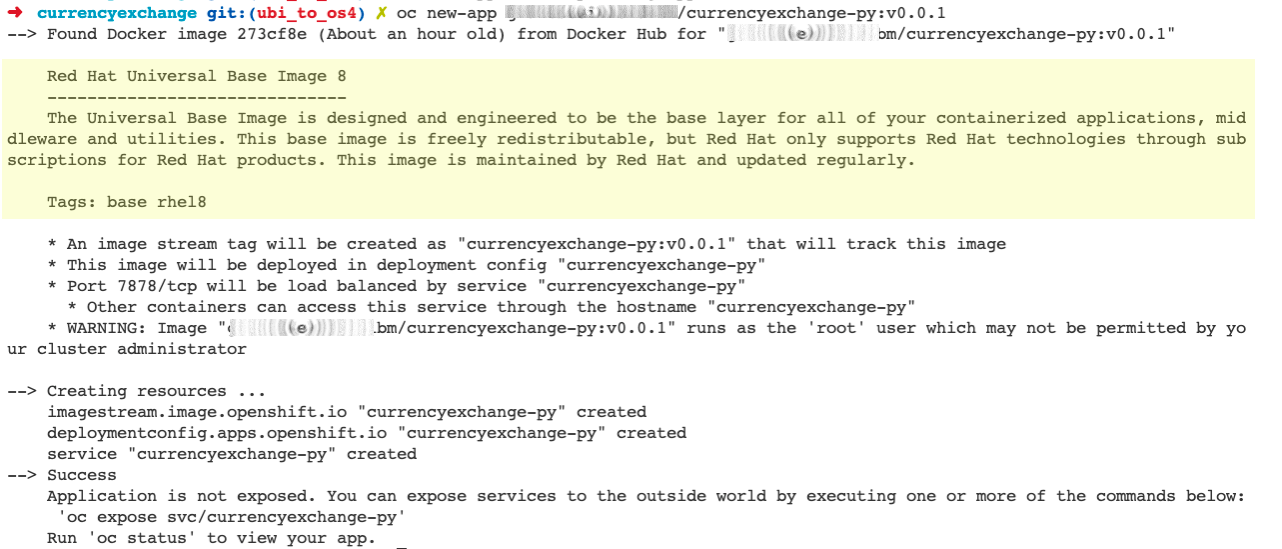 ➜ currencyexchange git:(ubi_to_os4) ✗ oc new-app /currencyexchange-py:v0.0.1
--> Found Docker image 273cf8e (About an hour old) from Docker Hub for "bm/currencyexchange-py:v0.0.1"
Red Hat Universal Base Image 8
------------------------------
The Universal Base Image is designed and engineered to be the base layer for all of your containerized applications, mid
dleware and utilities. This base image is freely redistributable, but Red Hat only supports Red Hat technologies through sub
scriptions for Red Hat products. This image is maintained by Red Hat and updated regularly.
Tags: base rhel8
* An image stream tag will be created as "currencyexchange-py:v0.0.1" that will track this image
* This image will be deployed in deployment config "currencyexchange-py"
* Port 7878/tcp will be load balanced by service "currencyexchange-py"
* Other containers can access this service through the hostname "currencyexchange-py"
* WARNING: Image "bm/currencyexchange-py:v0.0.1" runs as the 'root' user which may not be permitted by yo
ur cluster administrator
--> Creating resources ...
imagestream.image.openshift.io "currencyexchange-py" created
deploymentconfig.apps.openshift.io "currencyexchange-py" created
service "currencyexchange-py" created
--> Success
Application is not exposed. You can expose services to the outside world by executing one or more of the commands below:
'oc expose svc/currencyexchange-py'
Run 'oc status' to view your app.